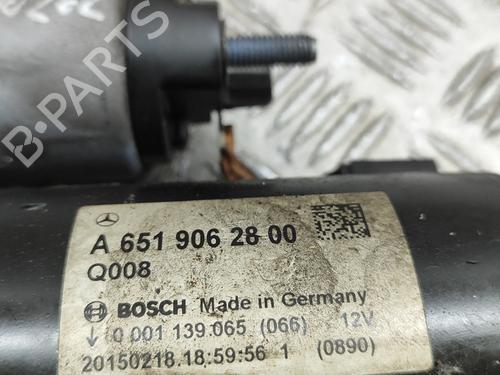 B-PARTS
A 651 906 28 00
Q008
BOSCH Made in Germany
↓ 0 001 139 065 (066) 12V
20150218.18:59:56 1 (0890)